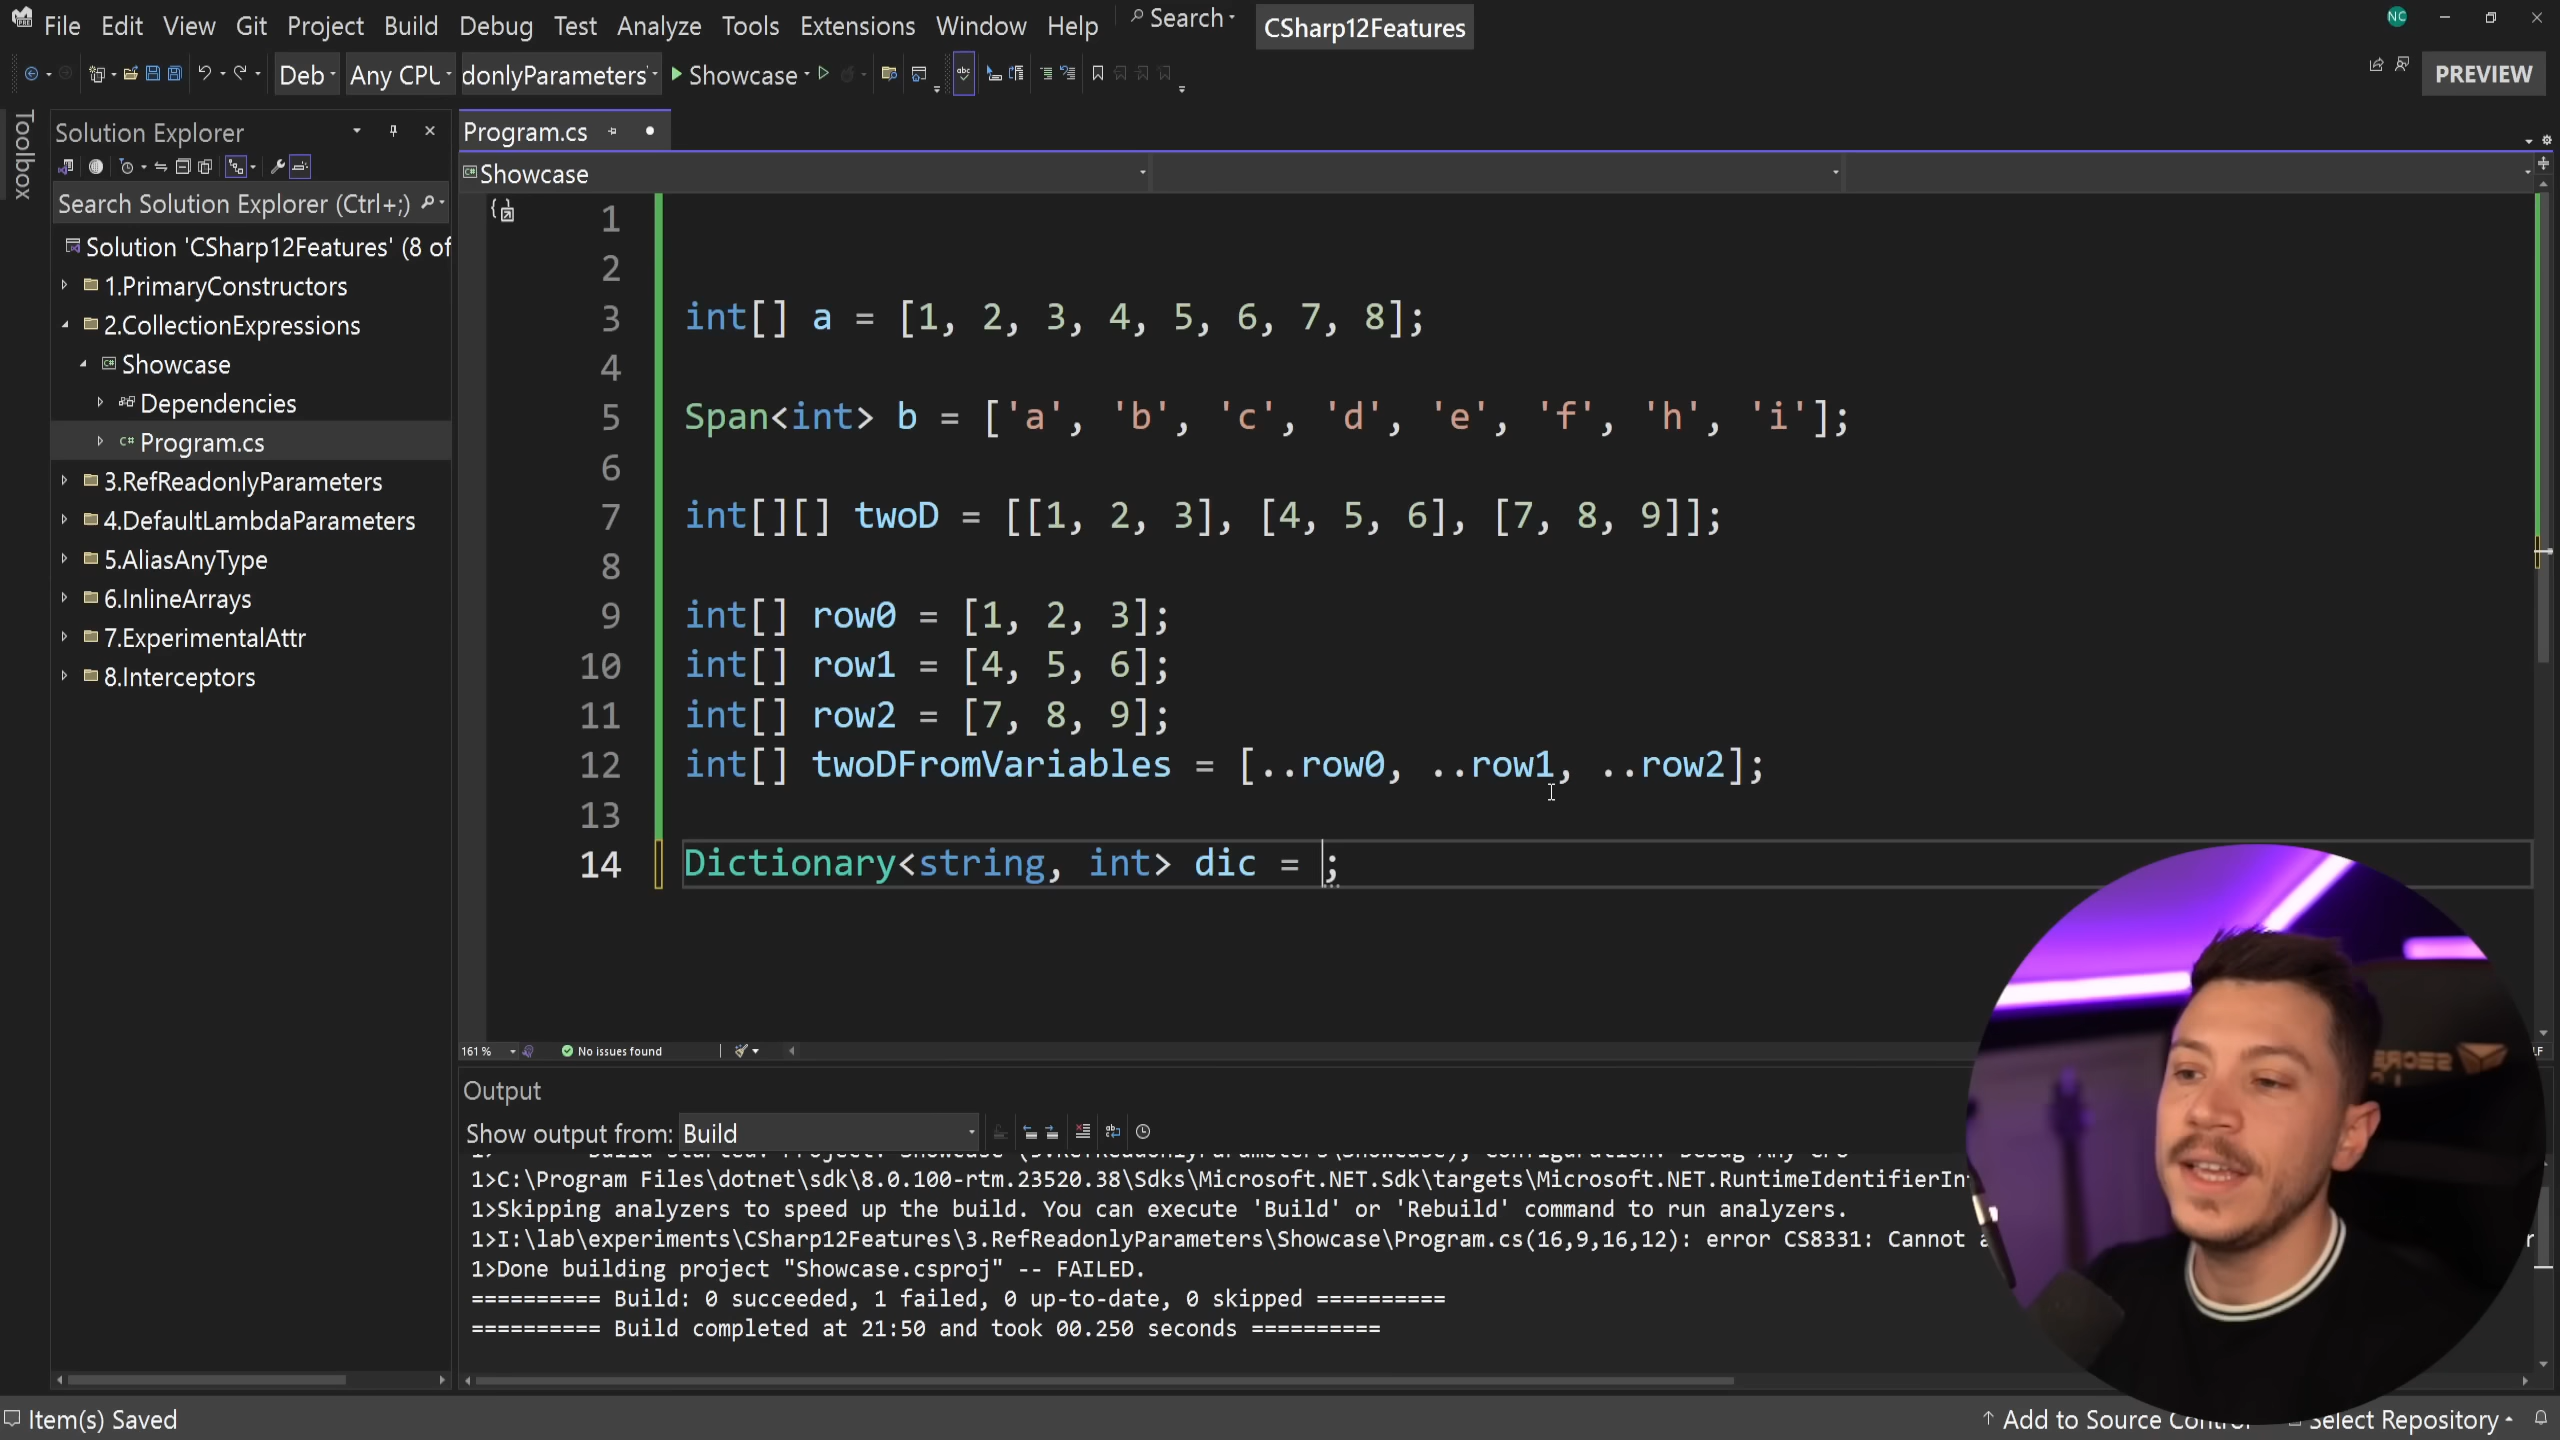 File Edit View Git Project Build Debug Test Analyze Tools Extensions Window Help Search CSharp12Features NC
Deb Any CPU donlyParameters Showcase PREVIEW
Toolbox
Solution Explorer
Search Solution Explorer (Ctrl+;)
Solution 'CSharp12Features' (8 of
1.PrimaryConstructors
2.CollectionExpressions
Showcase
Dependencies
C# Program.cs
3.RefReadonlyParameters
4.DefaultLambdaParameters
5.AliasAnyType
6.InlineArrays
7.ExperimentalAttr
8.Interceptors
Program.cs
Showcase
1
2
3 int[] a = [1, 2, 3, 4, 5, 6, 7, 8];
4
5 Span<int> b = ['a', 'b', 'c', 'd', 'e', 'f', 'h', 'i'];
6
7 int[][] twoD = [[1, 2, 3], [4, 5, 6], [7, 8, 9]];
8
9 int[] row0 = [1, 2, 3];
10 int[] row1 = [4, 5, 6];
11 int[] row2 = [7, 8, 9];
12 int[] twoDFromVariables = [..row0, ..row1, ..row2];
13
14 Dictionary<string, int> dic = ;
161 % No issues found
Output
Show output from: Build
1>C:\Program Files\dotnet\sdk\8.0.100-rtm.23520.38\Sdks\Microsoft.NET.Sdk\targets\Microsoft.NET.RuntimeIdentifierIn
1>Skipping analyzers to speed up the build. You can execute 'Build' or 'Rebuild' command to run analyzers.
1>I:\lab\experiments\CSharp12Features\3.RefReadonlyParameters\Showcase\Program.cs(16,9,16,12): error CS8331: Cannot a
1>Done building project "Showcase.csproj" -- FAILED.
========== Build: 0 succeeded, 1 failed, 0 up-to-date, 0 skipped ==========
========== Build completed at 21:50 and took 00.250 seconds ==========
Item(s) Saved Add to Source Control Select Repository